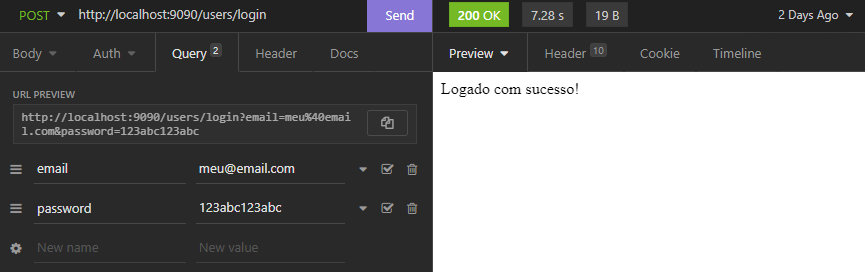 POST http://localhost:9090/users/login Send 200 OK 7.28 s 19 B 2 Days Ago
Body Auth Query 2 Header Docs Preview Header 10 Cookie Timeline
Logado com sucesso!
URL PREVIEW
http://localhost:9090/users/login?email=meu%40emai
l.com&password=123abc123abc
email meu@email.com
password 123abc123abc
New name New value